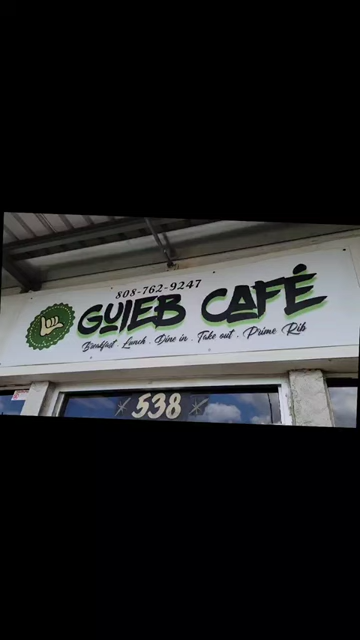 808-762-9247
GUIEB CAFÉ
Breakfast . Lunch . Dine in . Take out . Prime Rib
538